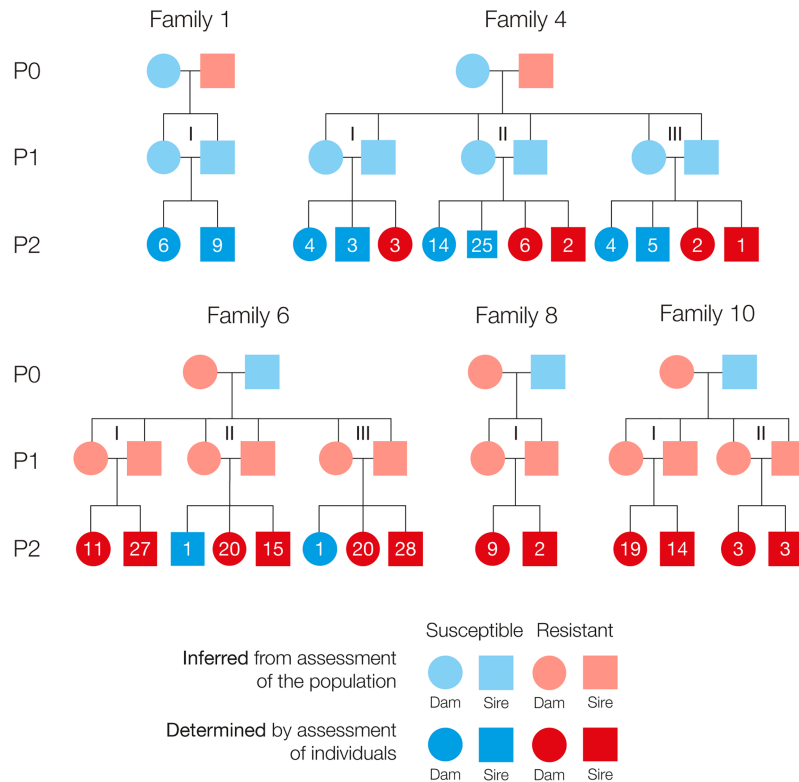 Family 1
Family 4
P0
P1
I
I
II
III
P2
6
9
4
3
3
14
25
6
2
4
5
2
1
Family 6
Family 8
Family 10
P0
P1
I
II
III
I
I
II
P2
11
27
1
20
15
1
20
28
9
2
19
14
3
3
Susceptible
Resistant
Inferred from assessment
of the population
Dam
Sire
Dam
Sire
Determined by assessment
of individuals
Dam
Sire
Dam
Sire